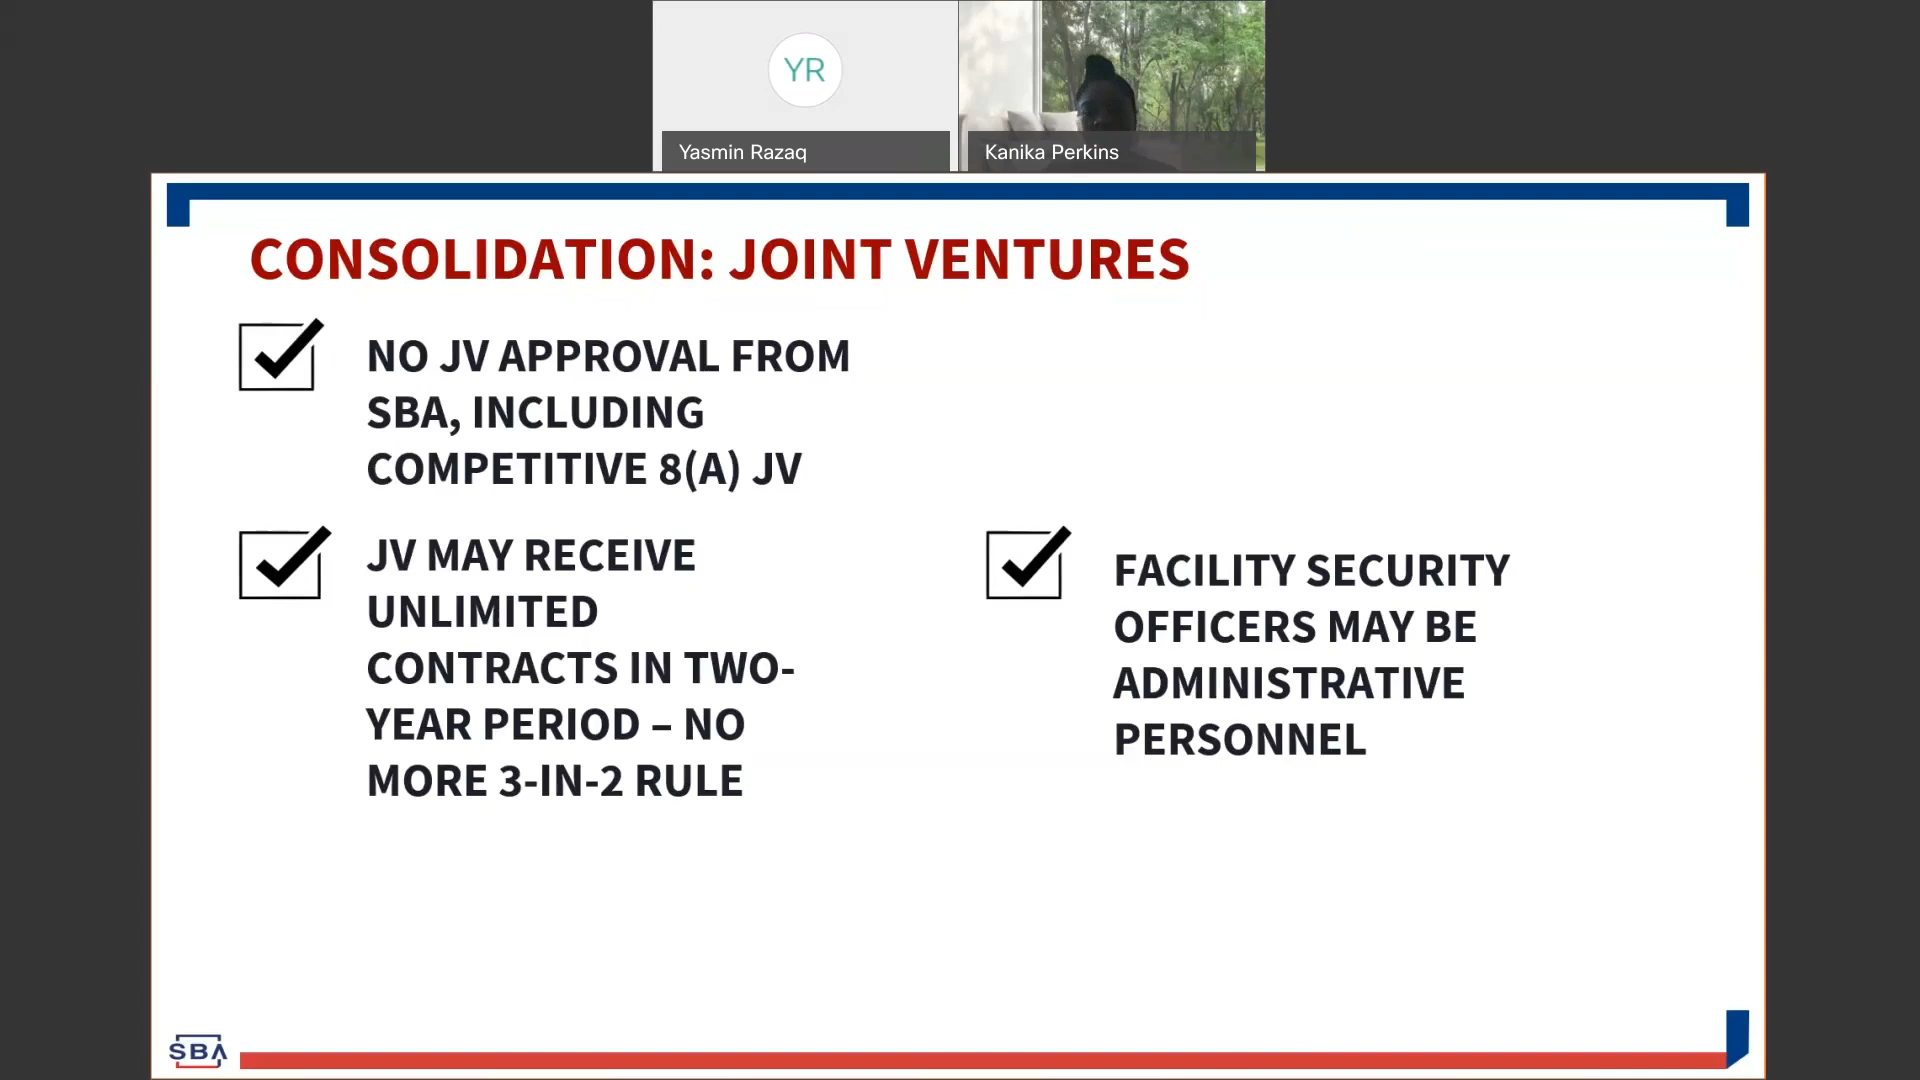 YR
Yasmin Razaq
Kanika Perkins
CONSOLIDATION: JOINT VENTURES
NO JV APPROVAL FROM
SBA, INCLUDING
COMPETITIVE 8(A) JV
JV MAY RECEIVE
UNLIMITED
CONTRACTS IN TWO-
YEAR PERIOD – NO
MORE 3-IN-2 RULE
FACILITY SECURITY
OFFICERS MAY BE
ADMINISTRATIVE
PERSONNEL
SBA